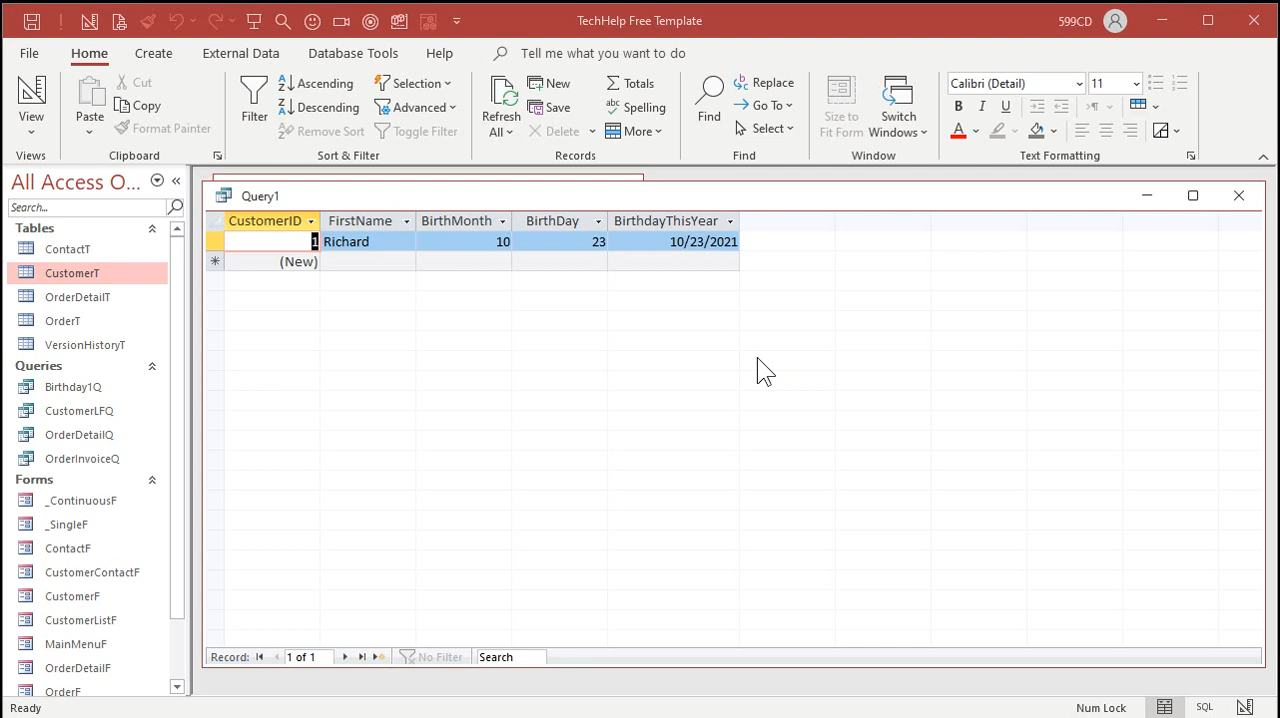 TechHelp Free Template
599CD
File
Home
Create
External Data
Database Tools
Help
Tell me what you want to do
View
Views
Paste
Cut
Copy
Format Painter
Clipboard
Filter
Ascending
Descending
Remove Sort
Selection
Advanced
Toggle Filter
Sort & Filter
Refresh
All
New
Save
Delete
Totals
Spelling
More
Records
Find
Replace
Go To
Select
Find
Size to
Fit Form
Switch
Windows
Window
Calibri (Detail)
11
B I U
A
Text Formatting
All Access O...
Search...
Tables
ContactT
CustomerT
OrderDetailT
OrderT
VersionHistoryT
Queries
Birthday1Q
CustomerLFQ
OrderDetailQ
OrderInvoiceQ
Forms
_ContinuousF
_SingleF
ContactF
CustomerContactF
CustomerF
CustomerListF
MainMenuF
OrderDetailF
OrderF
Query1
CustomerID FirstName BirthMonth BirthDay BirthdayThisYear
1 Richard 10 23 10/23/2021
* (New)
Record: 1 of 1 No Filter Search
Ready
Num Lock
SQL